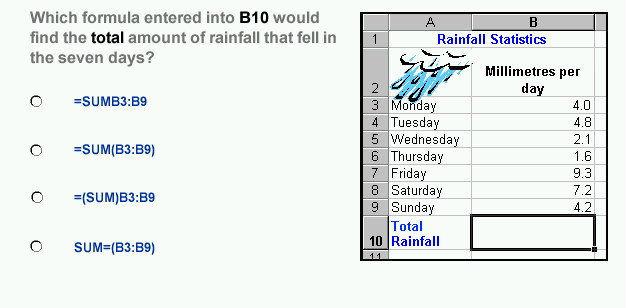 Which formula entered into B10 would
find the total amount of rainfall that fell in
the seven days?
=SUMB3:B9
=SUM(B3:B9)
=(SUM)B3:B9
SUM=(B3:B9)
A B
1 Rainfall Statistics
2 Millimetres per
day
3 Monday 4.0
4 Tuesday 4.8
5 Wednesday 2.1
6 Thursday 1.6
7 Friday 9.3
8 Saturday 7.2
9 Sunday 4.2
Total
10 Rainfall
11